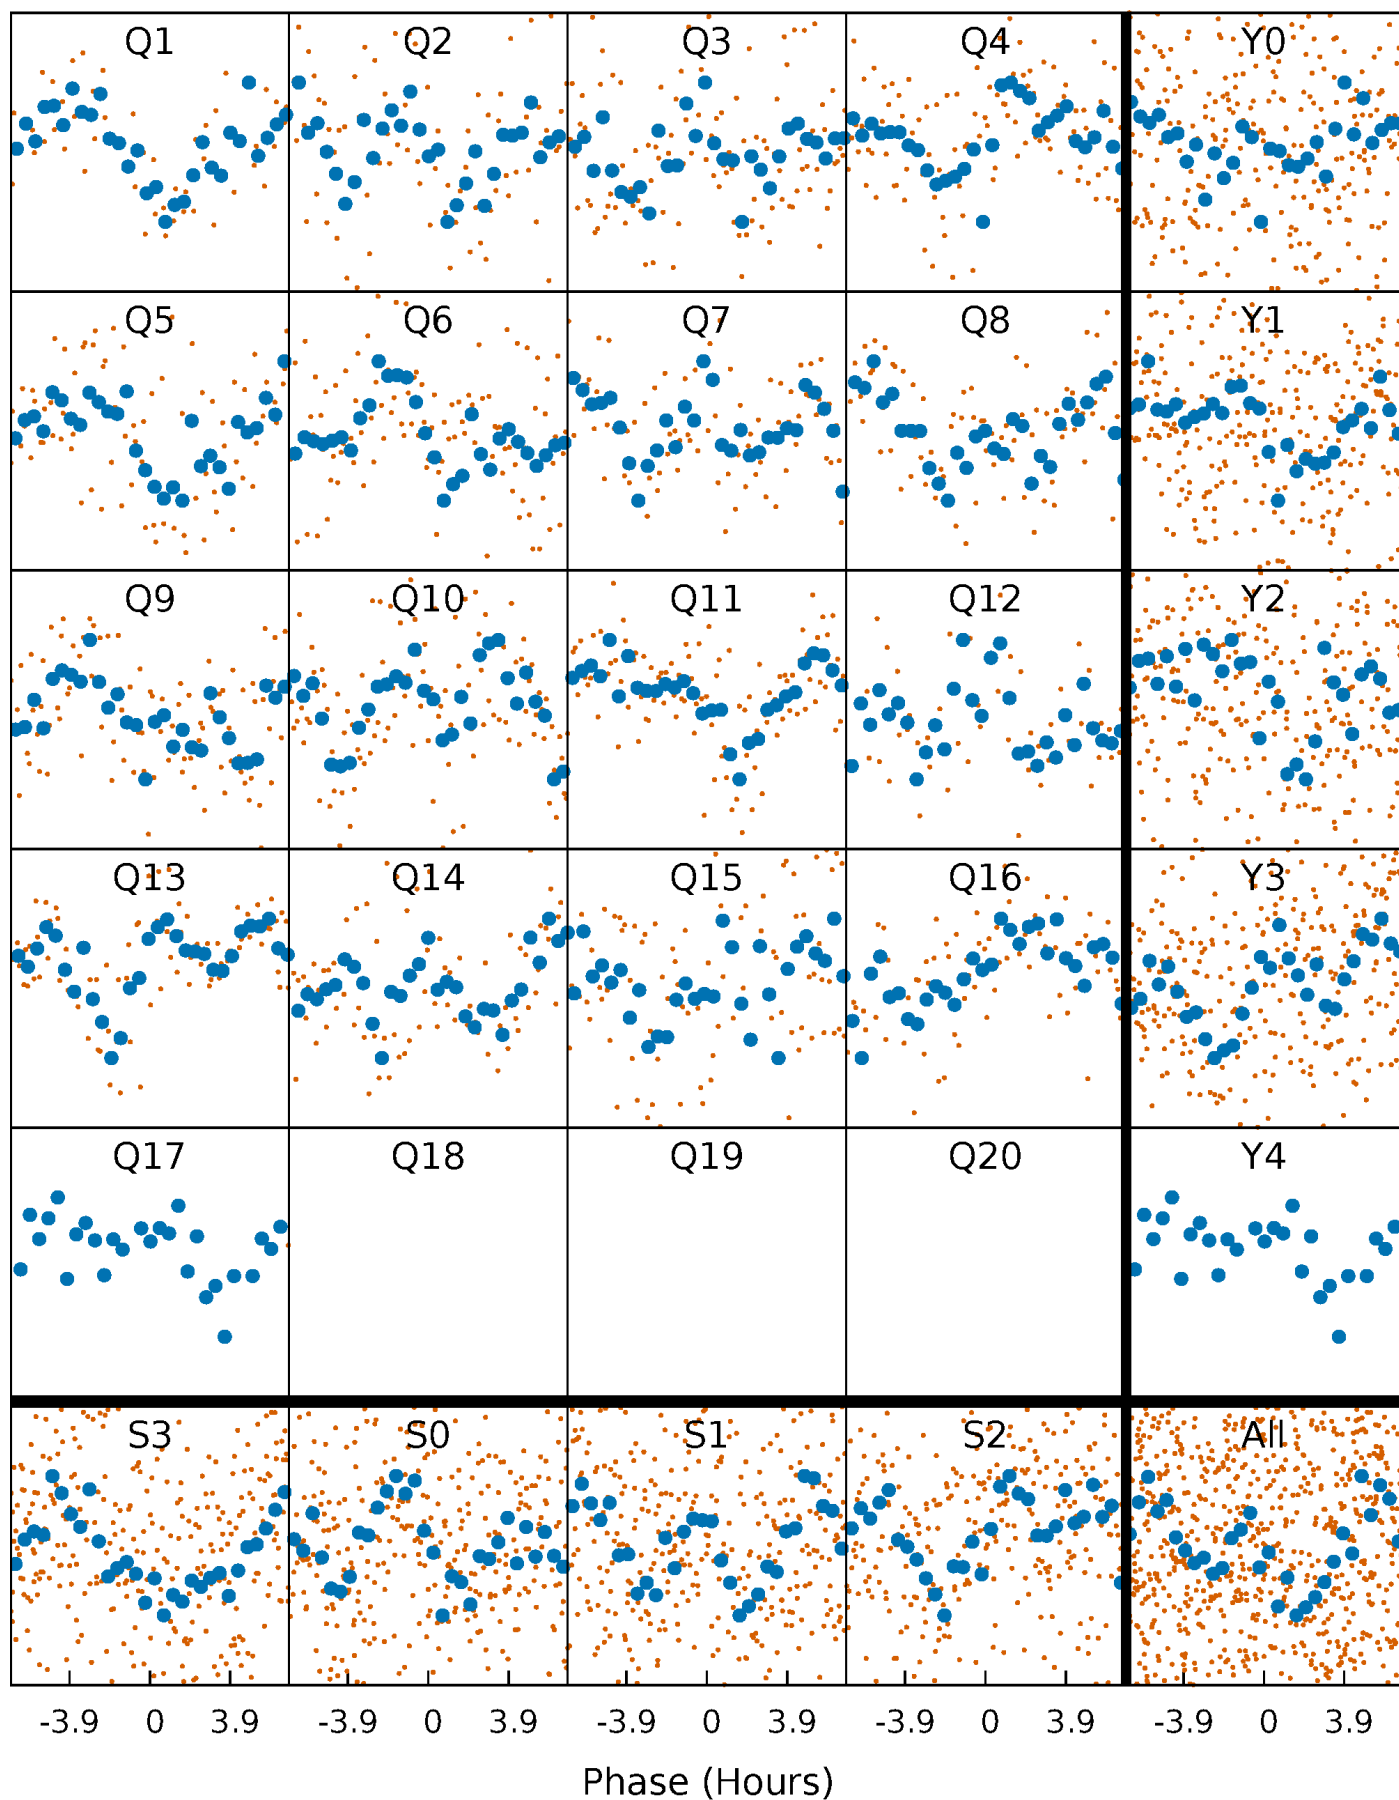 Q1 Q2 Q3 Q4 Y0
Q5 Q6 Q7 Q8 Y1
Q9 Q10 Q11 Q12 Y2
Q13 Q14 Q15 Q16 Y3
Q17 Q18 Q19 Q20 Y4
S3 S0 S1 S2 All
-3.9 0 3.9 -3.9 0 3.9 -3.9 0 3.9 -3.9 0 3.9 -3.9 0 3.9
Phase (Hours)